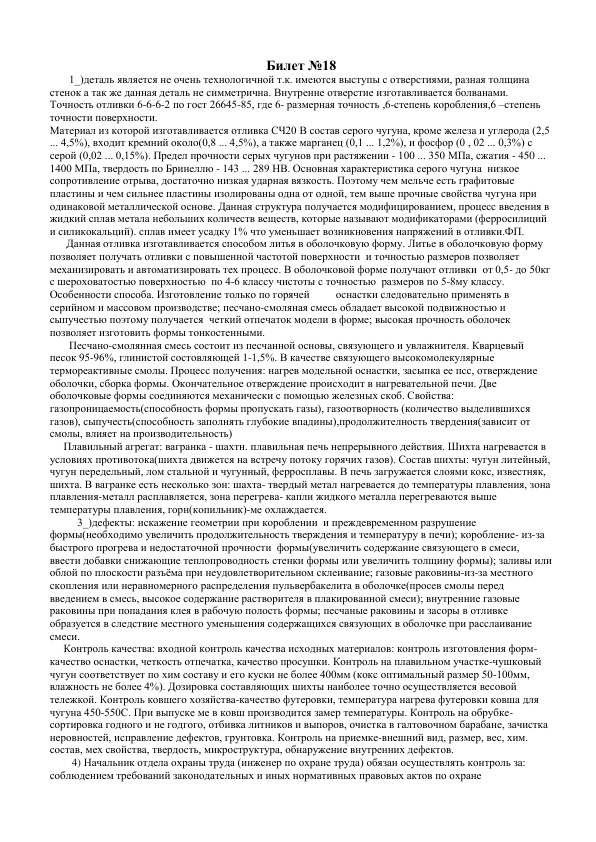 Билет №18
1_)деталь является не очень технологичной т.к. имеются выступы с отверстиями, разная толщина
стенок а так же данная деталь не симметрична. Внутренне отверстие изготавливается болванами.
Точность отливки 6-6-6-2 по гост 26645-85, где 6- размерная точность ,6-степень коробления,6 –степень
точности поверхности.
Материал из которой изготавливается отливка СЧ20 В состав серого чугуна, кроме железа и углерода (2,5
... 4,5%), входит кремний около(0,8 ... 4,5%), а также марганец (0,1 ... 1,2%), и фосфор (0 , 02 ... 0,3%) с
серой (0,02 ... 0,15%). Предел прочности серых чугунов при растяжении - 100 ... 350 МПа, сжатия - 450 ...
1400 МПа, твердость по Бринеллю - 143 ... 289 НВ. Основная характеристика серого чугуна  низкое
сопротивление отрыва, достаточно низкая ударная вязкость. Поэтому чем мельче есть графитовые
пластины и чем сильнее пластины изолированы одна от одной, тем выше прочные свойства чугуна при
одинаковой металлической основе. Данная структура получается модифицированием, процесс введения в
жидкий сплав метала небольших количеств веществ, которые называют модификаторами (ферросилиций
и силикокальций). сплав имеет усадку 1% что уменьшает возникновения напряжений в отливки.ФП.
Данная отливка изготавливается способом литья в оболочковую форму. Литье в оболочковую форму
позволяет получать отливки с повышенной частотой поверхности  и точностью размеров позволяет
механизировать и автоматизировать тех процесс. В оболочковой форме получают отливки  от 0,5- до 50кг
с шероховатостью поверхностью  по 4-6 классу чистоты с точностью  размеров по 5-8му классу.
Особенности способа. Изготовление только по горячей оснастки следовательно применять в
серийном и массовом производстве; песчано-смоляная смесь обладает высокой подвижностью и
сыпучестью поэтому получается  четкий отпечаток модели в форме; высокая прочность оболочек
позволяет изготовить формы тонкостенными.
Песчано-смолянная смесь состоит из песчанной основы, связующего и увлажнителя. Кварцевый
песок 95-96%, глинистой состовляющей 1-1,5%. В качестве связующего высокомолекулярные
термореактивные смолы. Процесс получения: нагрев модельной оснастки, засыпка ее псс, отверждение
оболочки, сборка формы. Окончательное отверждение происходит в нагревательной печи. Две
оболочковые формы соединяются механически с помощью железных скоб. Свойства:
газопроницаемость(способность формы пропускать газы), газоотворность (количество выделившихся
газов), сыпучесть(способность заполнять глубокие впадины),продолжителность твердения(зависит от
смолы, влияет на производительность)
Плавильный агрегат: вагранка - шахтн. плавильная печь непрерывного действия. Шихта нагревается в
условиях противотока(шихта движется на встречу потоку горячих газов). Состав шихты: чугун литейный,
чугун передельный, лом стальной и чугунный, ферросплавы. В печь загружается слоями кокс, известняк,
шихта. В вагранке есть несколько зон: шахта- твердый метал нагревается до температуры плавления, зона
плавления-металл расплавляется, зона перегрева- капли жидкого металла перегреваются выше
температуры плавления, горн(копильник)-ме охлаждается.
3_)дефекты: искажение геометрии при короблении  и преждевременном разрушение
формы(необходимо увеличить продолжительность тверждения и температуру в печи); коробление- из-за
быстрого прогрева и недостаточной прочности  формы(увеличить содержание связующего в смеси,
ввести добавки снижающие теплопроводность стенки формы или увеличить толщину формы); заливы или
облой по плоскости разъёма при неудовлетворительном склеивание; газовые раковины-из-за местного
скопления или неравномерного распределения пульвербакелита в оболочке(просев смолы перед
введением в смесь, высокое содержание растворителя в плакированной смеси); внутренние газовые
раковины при попадания клея в рабочую полость формы; песчаные раковины и засоры в отливке
образуется в следствие местного уменьшения содержащихся связующих в оболочке при расслаивание
смеси.
Контроль качества: входной контроль качества исходных материалов: контроль изготовления форм-
качество оснастки, четкость отпечатка, качество просушки. Контроль на плавильном участке-чушковый
чугун соответствует по хим составу и его куски не более 400мм (кокс оптимальный размер 50-100мм,
влажность не более 4%). Дозировка составляющих шихты наиболее точно осуществляется весовой
тележкой. Контроль ковшего хозяйства-качество футеровки, температура нагрева футеровки ковша для
чугуна 450-550С. При выпуске ме в ковш производится замер температуры. Контроль на обрубке-
сортировка годного и не годгого, отбивка литников и выпоров, очистка в галтовочном барабане, зачистка
неровностей, исправление дефектов, грунтовка. Контроль на приемке-внешний вид, размер, вес, хим.
состав, мех свойства, твердость, микроструктура, обнаружение внутренних дефектов.
4) Начальник отдела охраны труда (инженер по охране труда) обязан осуществлять контроль за:
соблюдением требований законодательных и иных нормативных правовых актов по охране